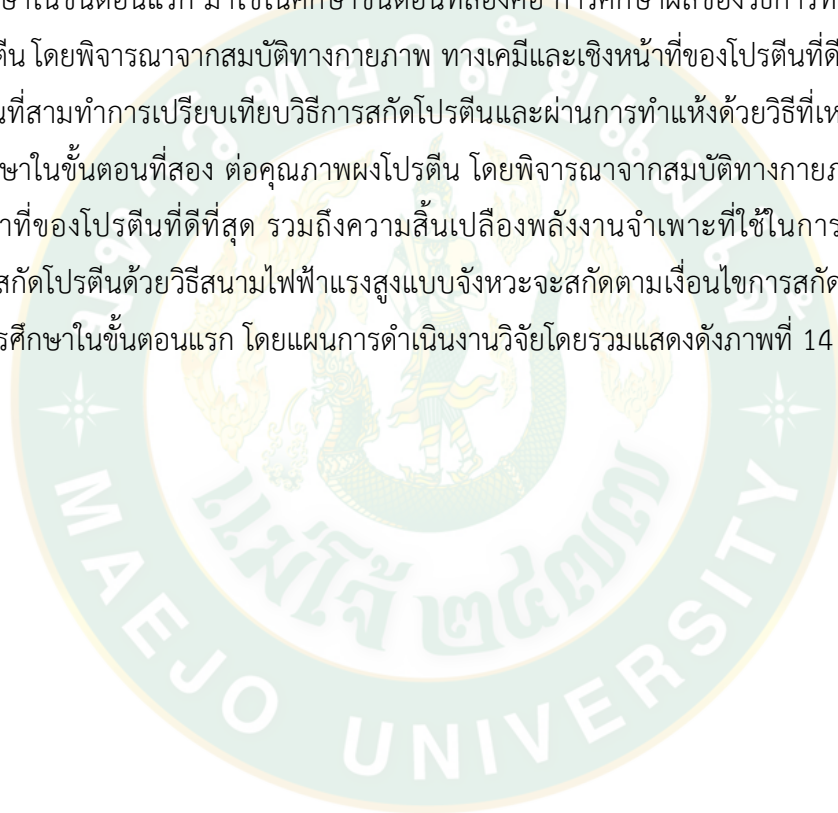 ษาในขั้นตอนแรก มาใช้ในศึกษาขั้นตอนที่สองคือ การศึกษาผลของวิธีการท
ตีน โดยพิจารณาจากสมบัติทางกายภาพ ทางเคมีและเชิงหน้าที่ของโปรตีนที่ดี
นที่สามทำการเปรียบเทียบวิธีการสกัดโปรตีนและผ่านการทำแห้งด้วยวิธีที่เห
ษาในขั้นตอนที่สอง ต่อคุณภาพผงโปรตีน โดยพิจารณาจากสมบัติทางกายภ
าที่ของโปรตีนที่ดีที่สุด รวมถึงความสิ้นเปลืองพลังงานจำเพาะที่ใช้ในการ
สกัดโปรตีนด้วยวิธีสนามไฟฟ้าแรงสูงแบบจังหวะจะสกัดตามเงื่อนไขการสกัด
รศึกษาในขั้นตอนแรก โดยแผนการดำเนินงานวิจัยโดยรวมแสดงดังภาพที่ 14
มหาวิทยาลัยแม่โจ้
แม่โจ้ ๒๔๗๗
MAEJO UNIVERSITY